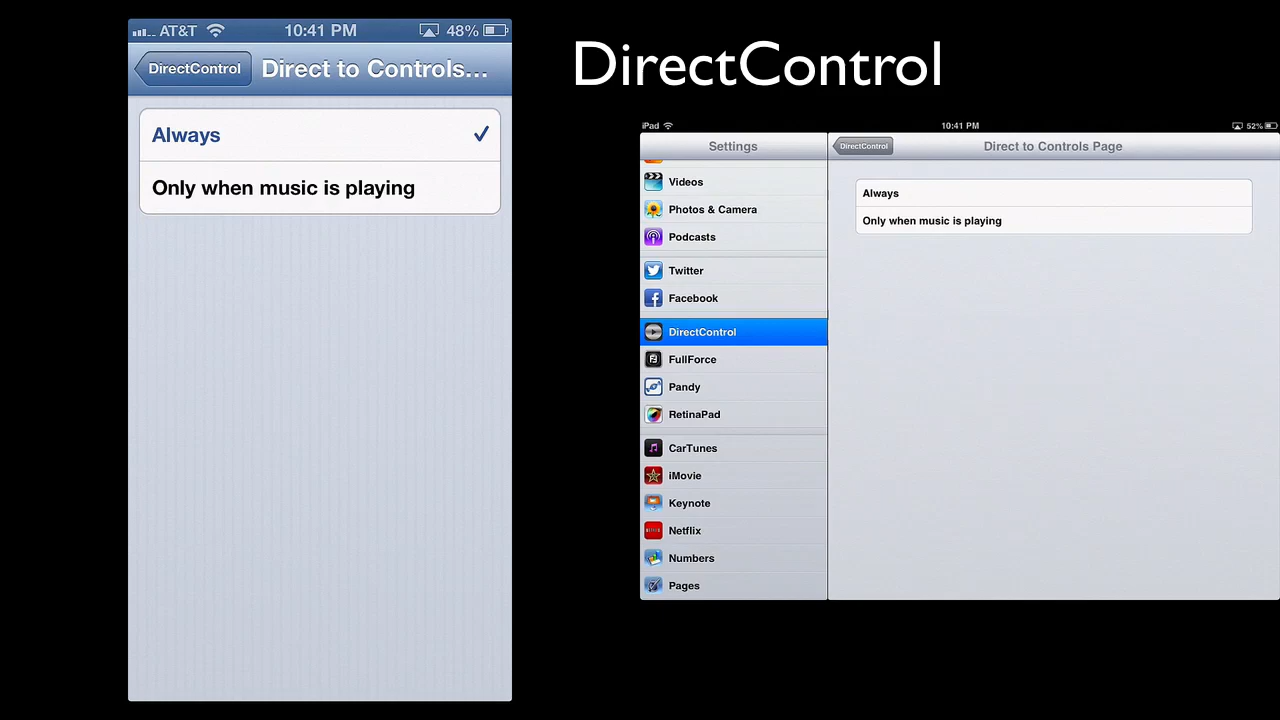 AT&T
10:41 PM
48%
DirectControl
Direct to Controls...
Always
Only when music is playing
DirectControl
iPad
10:41 PM
52%
Settings
DirectControl
Direct to Controls Page
Videos
Photos & Camera
Podcasts
Twitter
Facebook
DirectControl
FullForce
Pandy
RetinaPad
CarTunes
iMovie
Keynote
Netflix
Numbers
Pages
Always
Only when music is playing